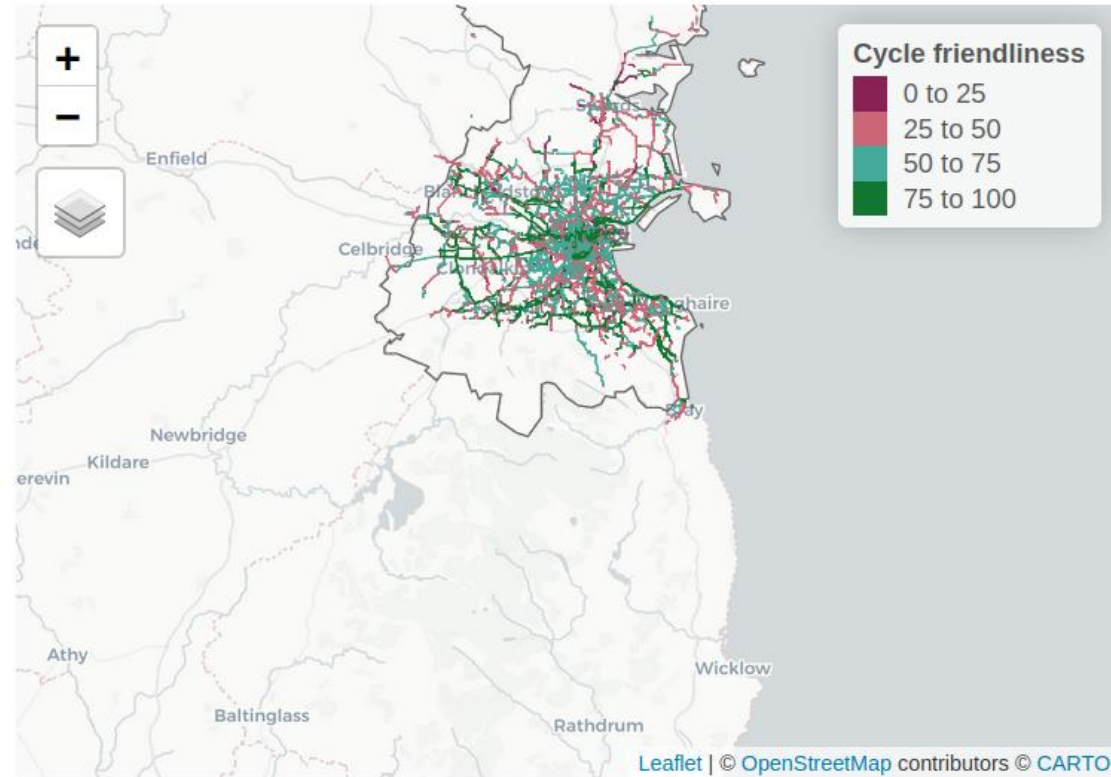 +
−
Cycle friendliness
0 to 25
25 to 50
50 to 75
75 to 100
Enfield
Celbridge
Newbridge
Kildare
erevin
Athy
Wicklow
Baltinglass
Rathdrum
Leaflet | © OpenStreetMap contributors © CARTO